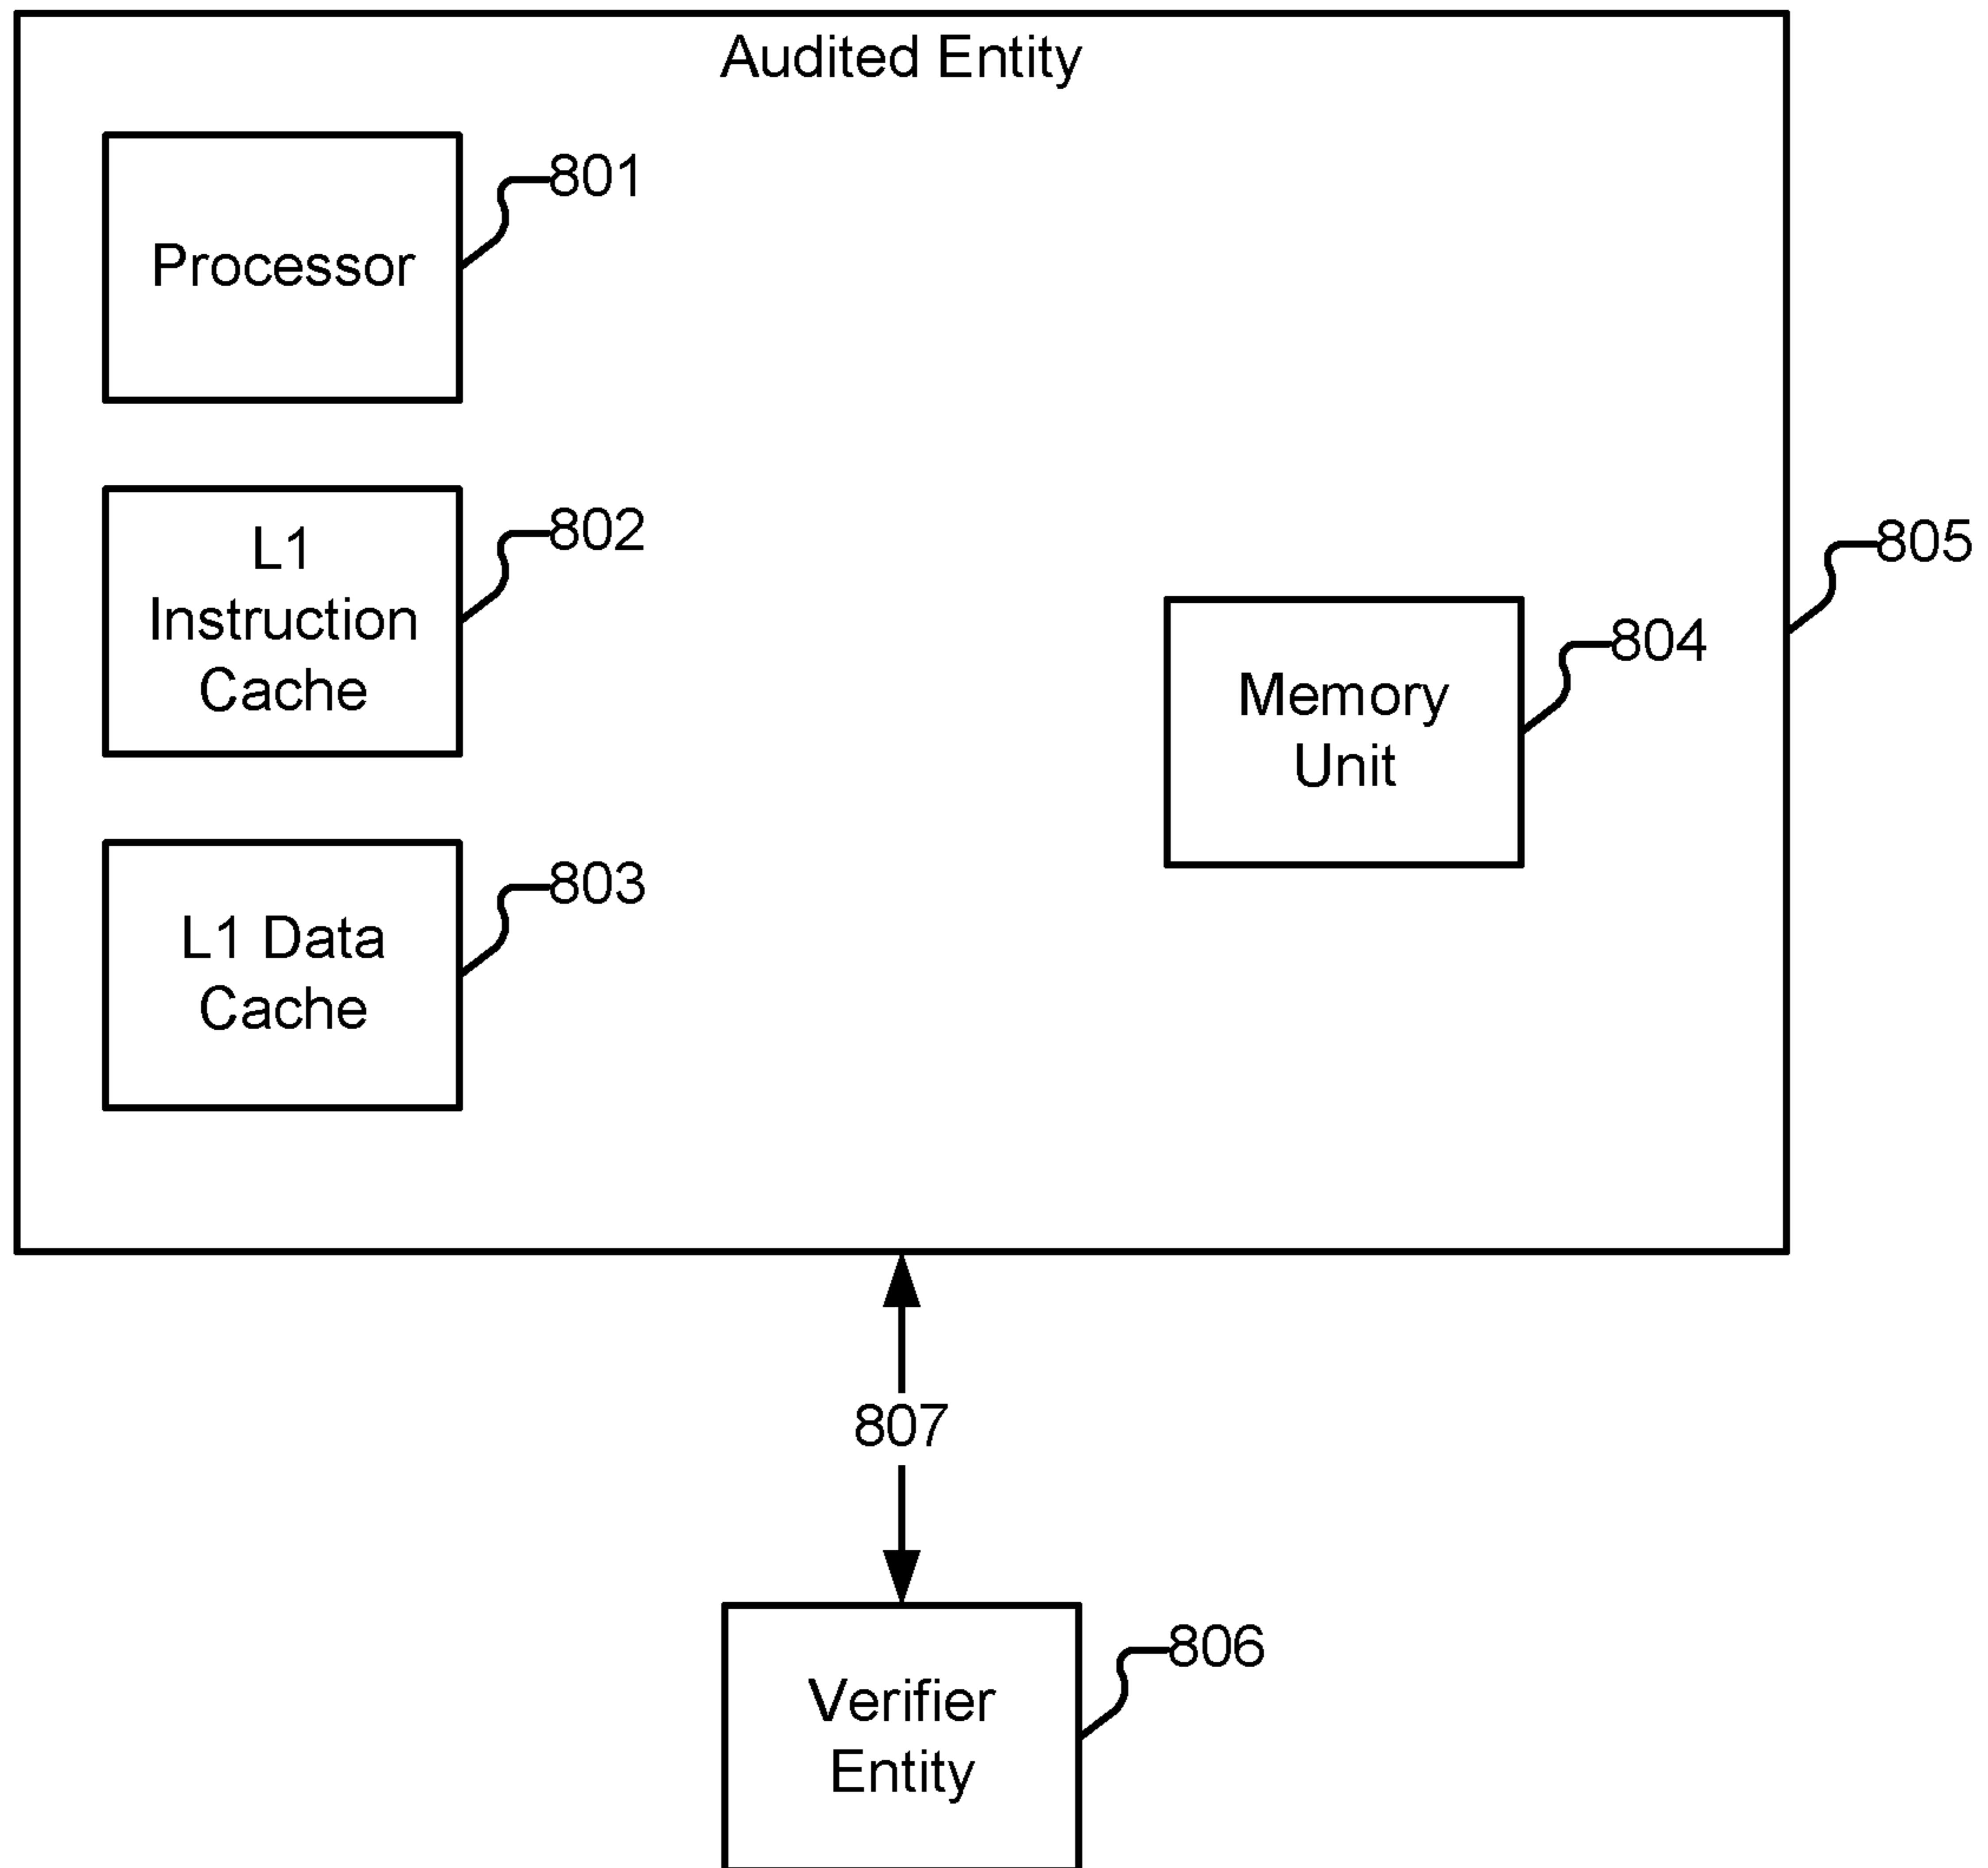 Audited Entity
801
Processor
802
L1
Instruction
Cache
805
804
Memory
Unit
803
L1 Data
Cache
807
806
Verifier
Entity